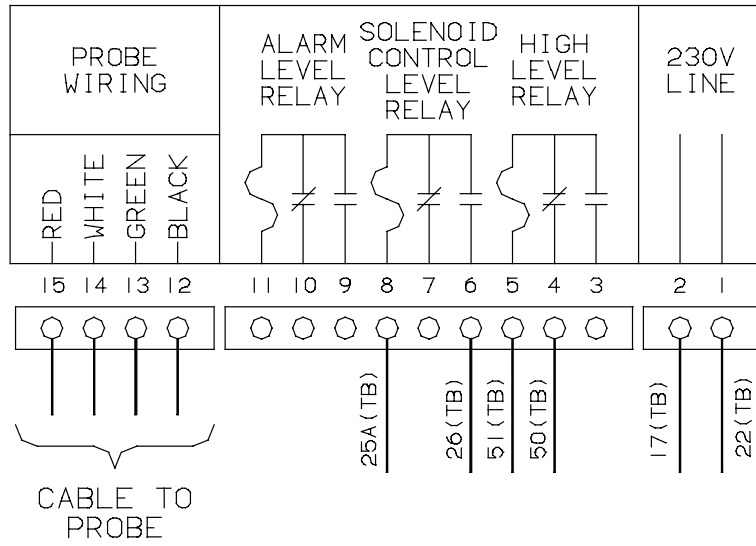 PROBE
WIRING
ALARM
LEVEL
RELAY
SOLENOID
CONTROL
LEVEL
RELAY
HIGH
LEVEL
RELAY
230V
LINE
RED
WHITE
GREEN
BLACK
15 14 13 12 11 10 9 8 7 6 5 4 3 2 1
25A(TB)
26(TB)
51(TB)
50(TB)
17(TB)
22(TB)
CABLE TO
PROBE